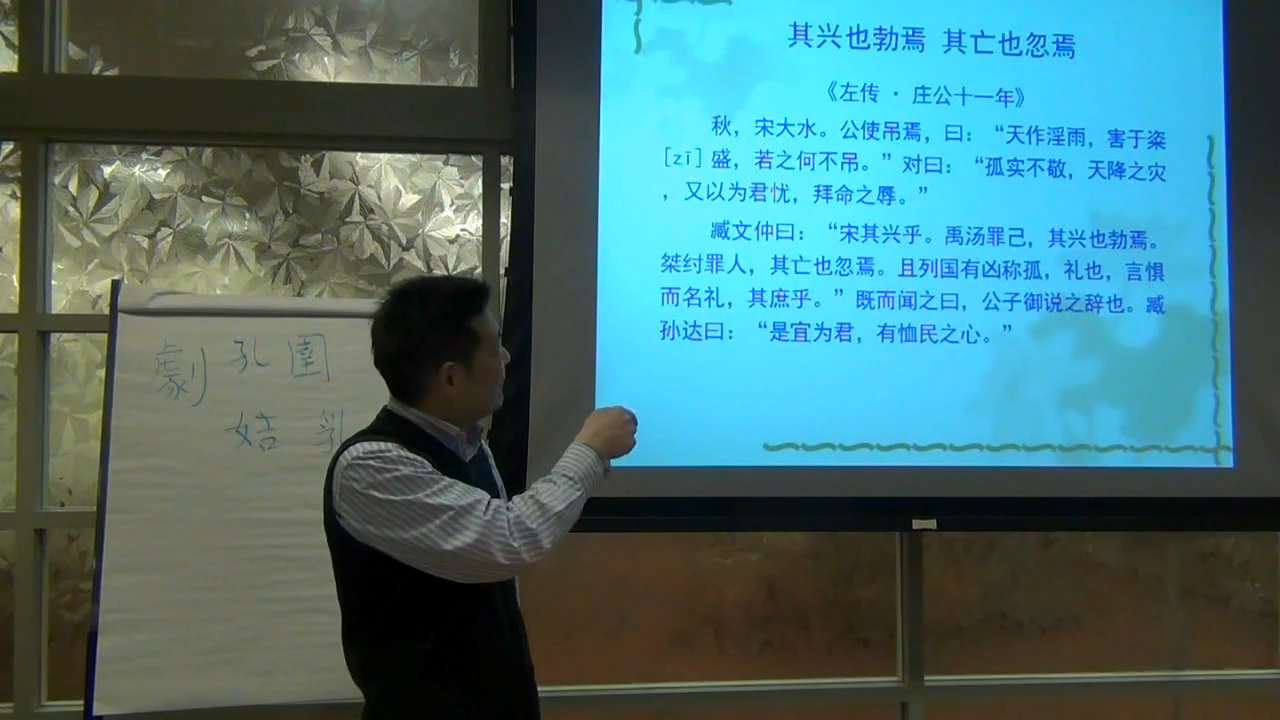 其兴也勃焉 其亡也忽焉
《左传 · 庄公十一年》
秋，宋大水。公使吊焉，曰：“天作淫雨，害于粢
[zī]盛，若之何不吊。”对曰：“孤实不敬，天降之灾
，又以为君忧，拜命之辱。”
臧文仲曰：“宋其兴乎。禹汤罪己，其兴也勃焉。
桀纣罪人，其亡也忽焉。且列国有凶称孤，礼也，言惧
而名礼，其庶乎。”既而闻之曰，公子御说之辞也。臧
孙达曰：“是宜为君，有恤民之心。”
劇 孔 圉
姞 乳